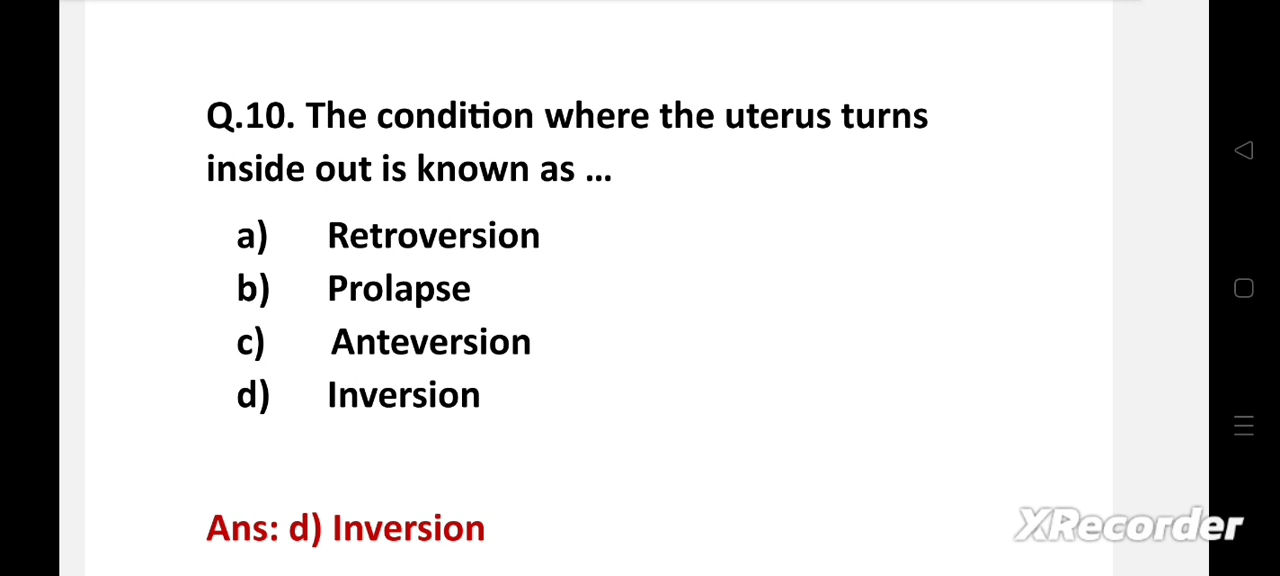 Q.10. The condition where the uterus turns
inside out is known as ...
a) Retroversion
b) Prolapse
c) Anteversion
d) Inversion
Ans: d) Inversion
XRecorder